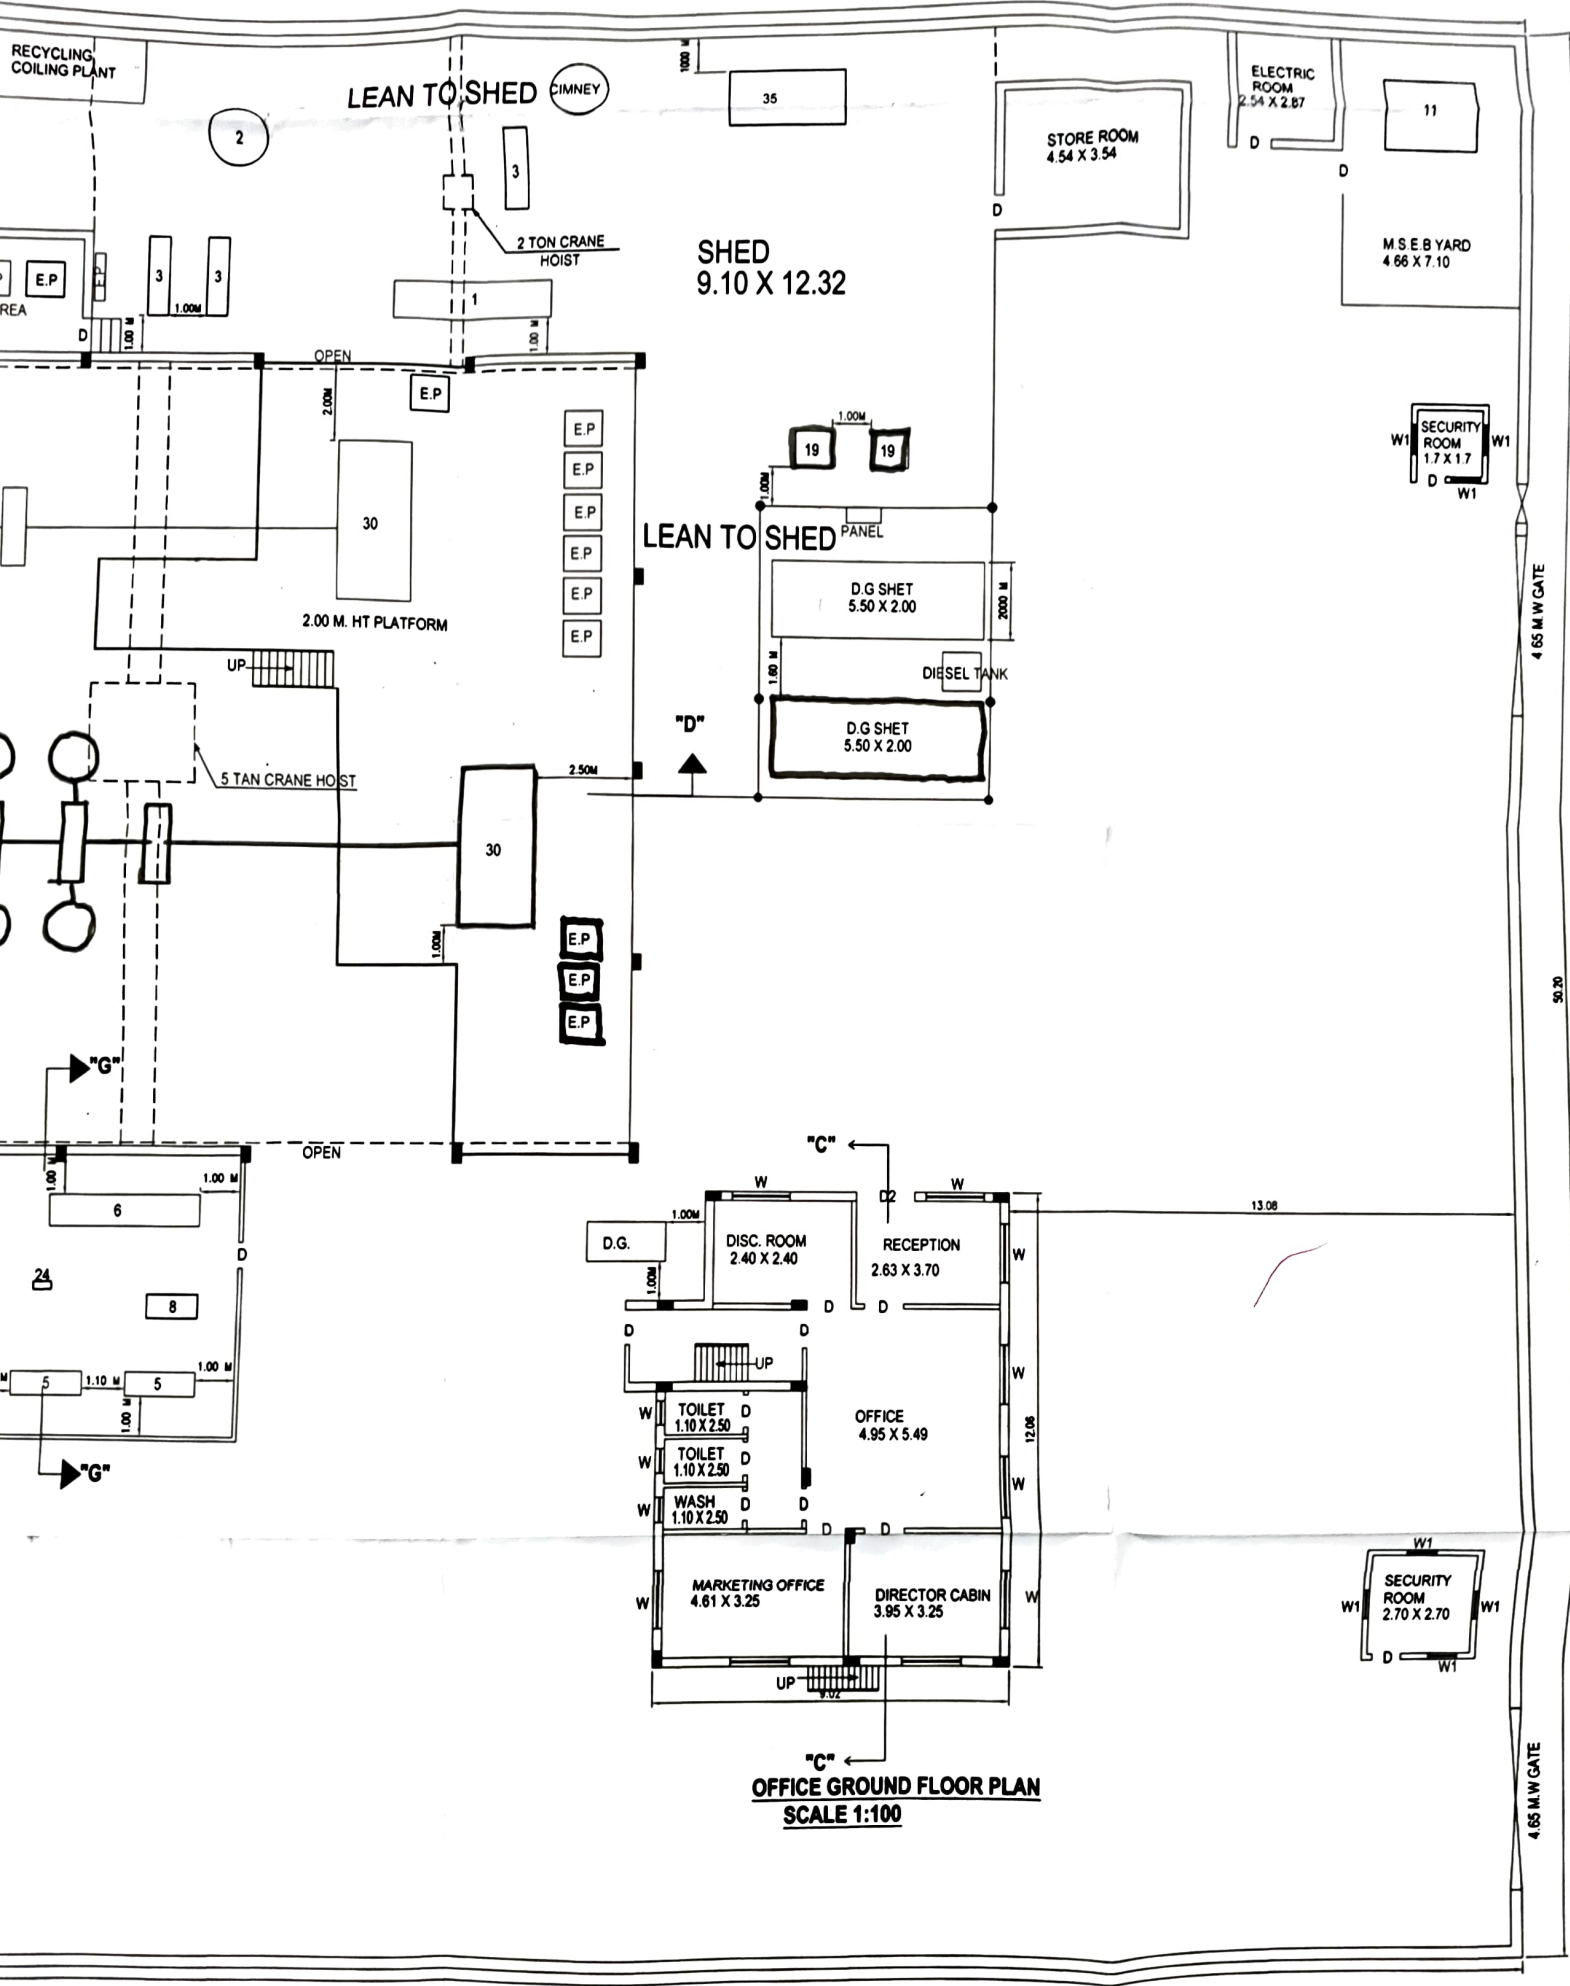 RECYCLING
COILING PLANT
LEAN TO SHED
CIMNEY
1000 M
35
2
3
STORE ROOM
4.54 X 3.54
D
ELECTRIC
ROOM
2.54 X 2.87
D
D
11
M.S.E.B YARD
4.66 X 7.10
2 TON CRANE
HOIST
SHED
9.10 X 12.32
E.P
E.P
REA
D
3
3
1.00M
1.00 M
1
1.00 M
OPEN
2.00M
E.P
E.P
E.P
E.P
E.P
E.P
E.P
30
2.00 M. HT PLATFORM
UP
5 TAN CRANE HOIST
1.00M
19
19
1.00M
PANEL
LEAN TO SHED
D.G SHET
5.50 X 2.00
2000 M
1.60 M
DIESEL TANK
D.G SHET
5.50 X 2.00
"D"
2.50M
30
1.00M
E.P
E.P
E.P
SECURITY
ROOM
1.7 X 1.7
W1
W1
D
W1
4.65 M.W GATE
50.20
"G"
OPEN
1.00 M
1.00 M
6
D
24
8
M
5
1.10 M
5
1.00 M
1.00 M
"G"
"C"
W
D2
W
13.08
1.00M
D.G.
1.00M
DISC. ROOM
2.40 X 2.40
RECEPTION
2.63 X 3.70
W
D
D
D
D
UP
W
TOILET
1.10 X 2.50
D
W
TOILET
1.10 X 2.50
D
W
WASH
1.10 X 2.50
D
D
OFFICE
4.95 X 5.49
W
W
12.06
D
D
W
MARKETING OFFICE
4.61 X 3.25
DIRECTOR CABIN
3.95 X 3.25
W
UP
9.02
"C"
OFFICE GROUND FLOOR PLAN
SCALE 1:100
W1
SECURITY
ROOM
2.70 X 2.70
W1
W1
D
W1
4.65 M.W GATE